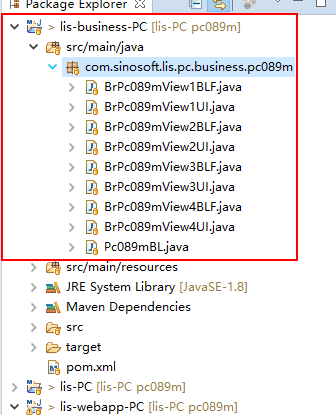 Package Explorer
> lis-business-PC [lis-PC pc089m]
src/main/java
com.sinosoft.lis.pc.business.pc089m
BrPc089mView1BLF.java
BrPc089mView1UI.java
BrPc089mView2BLF.java
BrPc089mView2UI.java
BrPc089mView3BLF.java
BrPc089mView3UI.java
BrPc089mView4BLF.java
BrPc089mView4UI.java
Pc089mBL.java
src/main/resources
JRE System Library [JavaSE-1.8]
Maven Dependencies
src
target
pom.xml
> lis-PC [lis-PC pc089m]
> lis-webapp-PC [lis-PC pc089m]